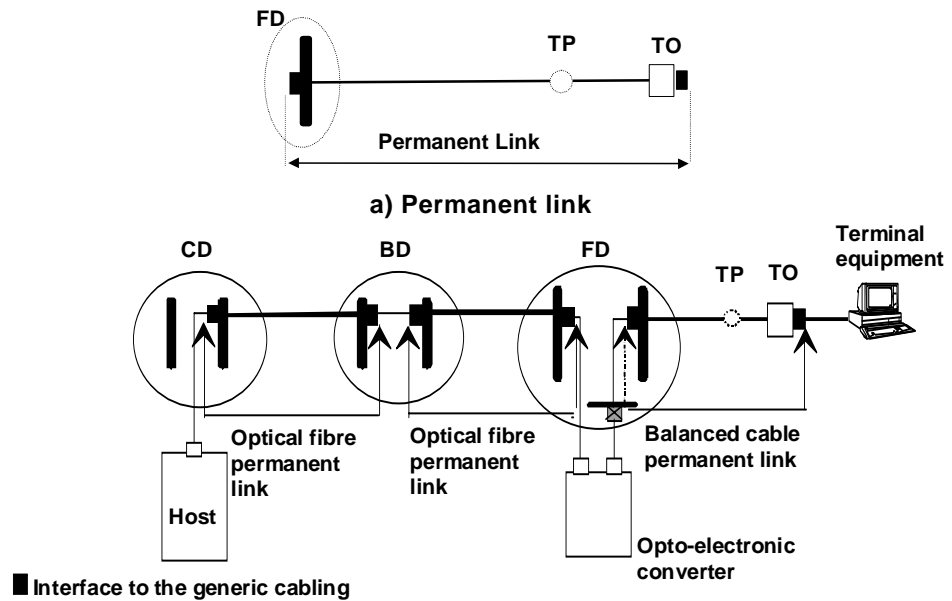 FD
TP
TO
Permanent Link
a) Permanent link
CD
BD
FD
TP
TO
Terminal
equipment
Optical fibre
permanent
link
Optical fibre
permanent
link
Balanced cable
permanent link
Host
Opto-electronic
converter
Interface to the generic cabling